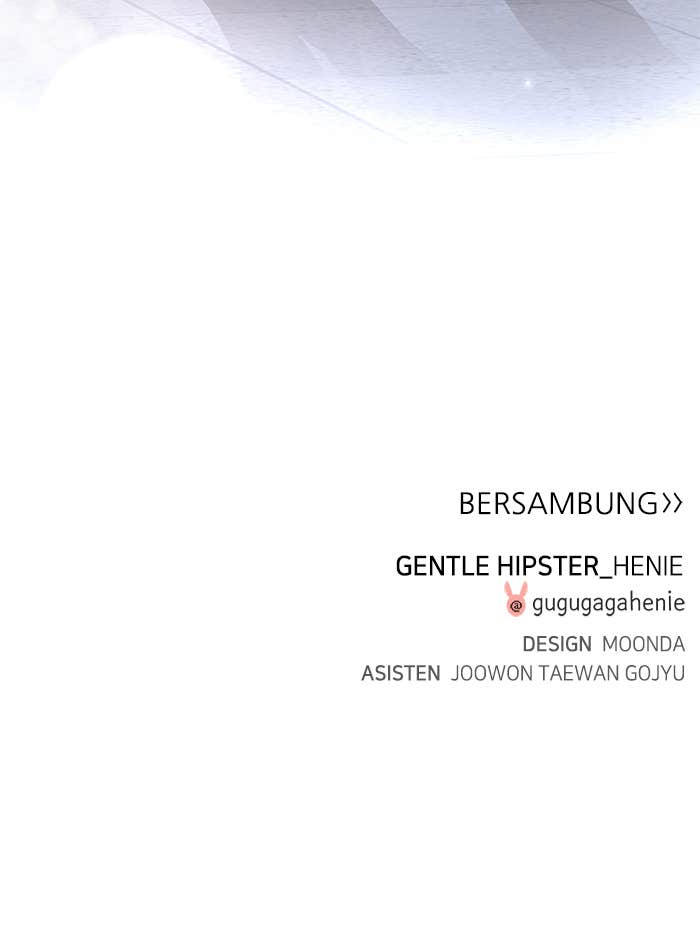 BERSAMBUNG>>
GENTLE HIPSTER_HENIE
@ gugugagahenie
DESIGN MOONDA
ASISTEN JOOWON TAEWAN GOJYU